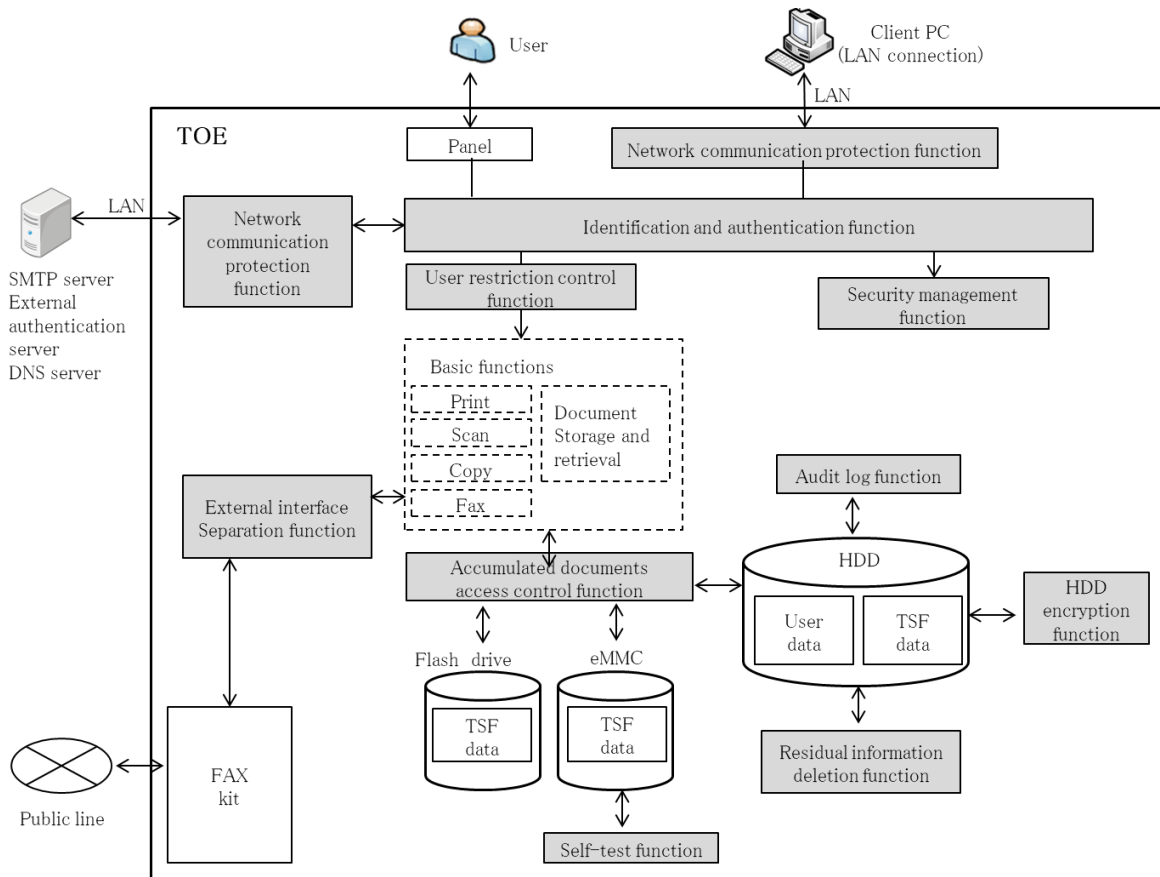 User
Client PC
(LAN connection)
LAN
TOE
Panel
Network communication protection function
LAN
Network
communication
protection
function
Identification and authentication function
SMTP server
External
authentication
server
DNS server
User restriction control
function
Security management
function
Basic functions
Print
Scan
Copy
Fax
Document
Storage and
retrieval
External interface
Separation function
Audit log function
Accumulated documents
access control function
HDD
User
data
TSF
data
HDD
encryption
function
Flash drive
TSF
data
eMMC
TSF
data
Residual information
deletion function
FAX
kit
Public line
Self-test function